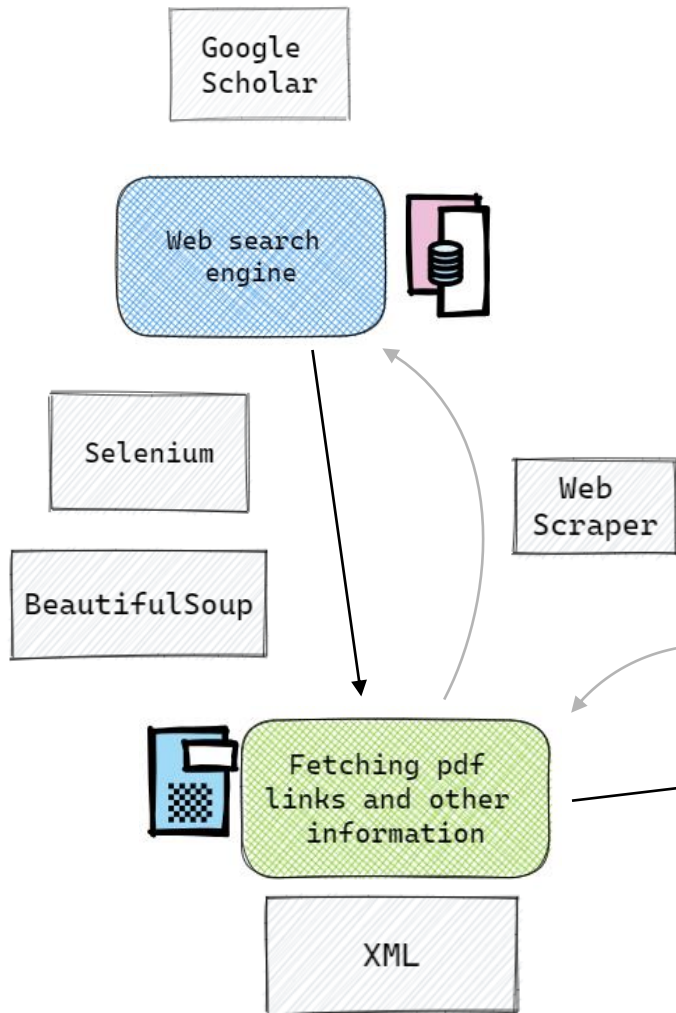 Google
Scholar
Web search
engine
Selenium
Web
Scraper
BeautifulSoup
Fetching pdf
links and other
information
XML